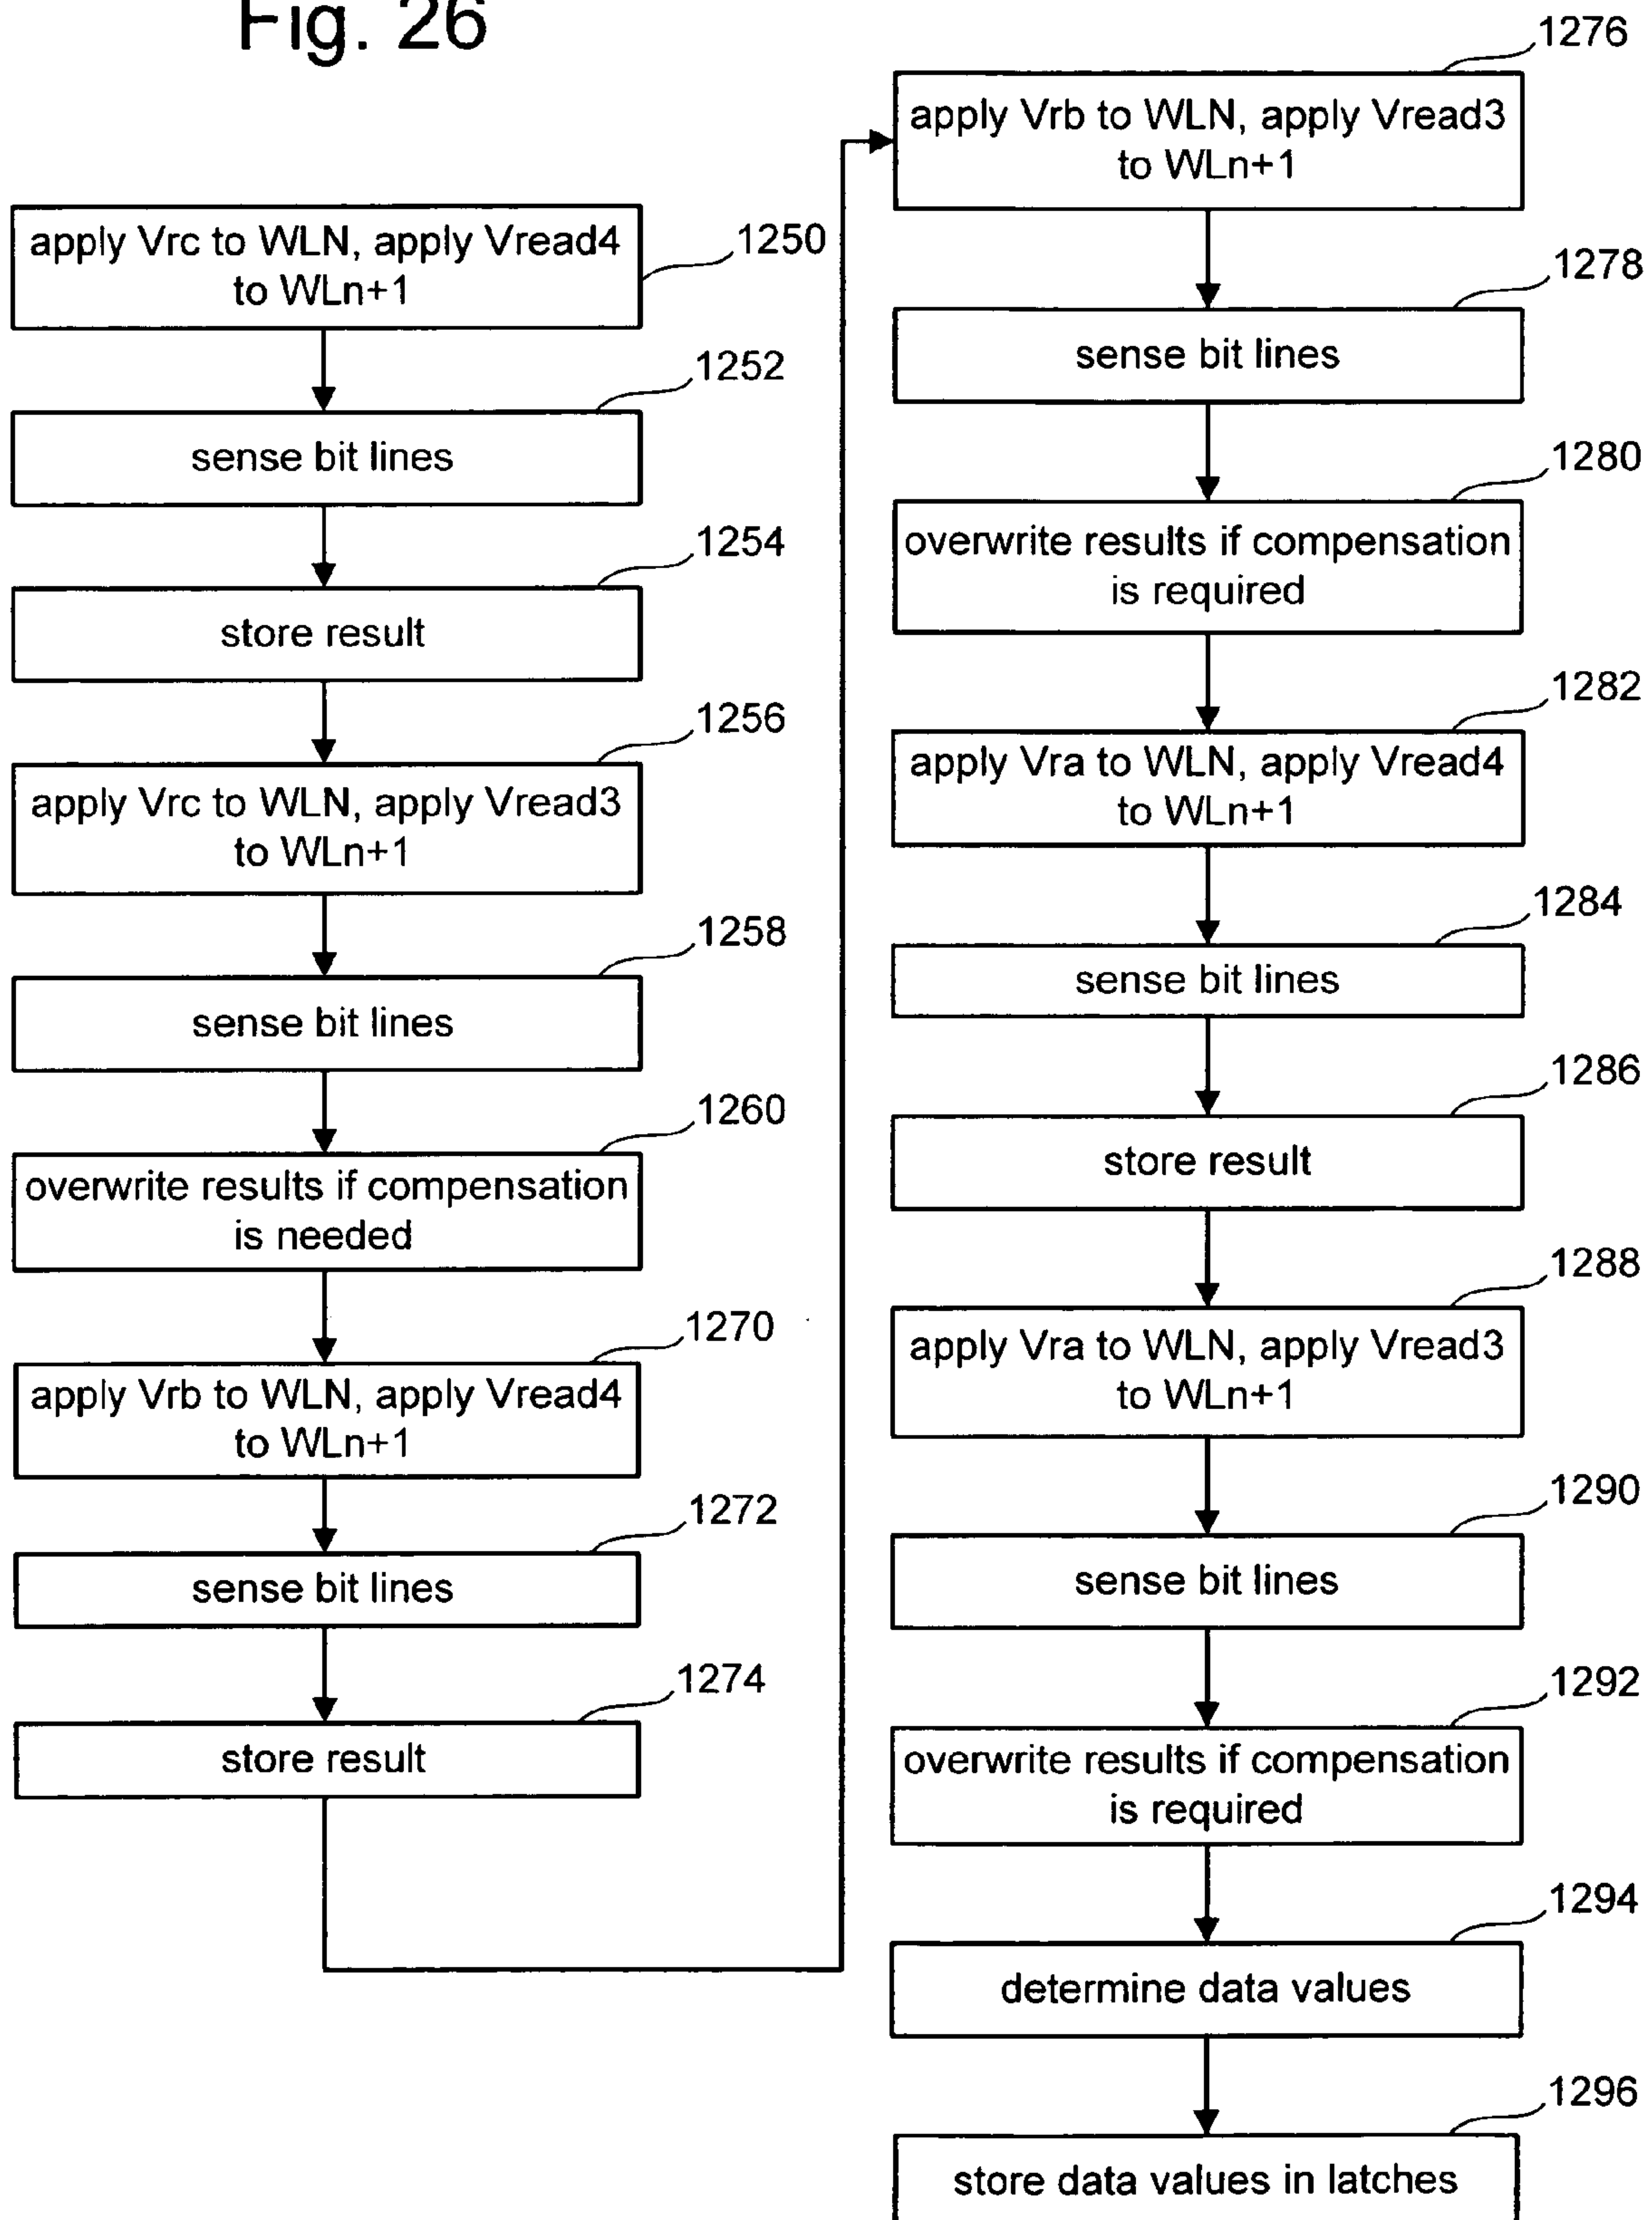 Fig. 26
apply Vrc to WLN, apply Vread4
to WLn+1
1250
sense bit lines
1252
store result
1254
apply Vrc to WLN, apply Vread3
to WLn+1
1256
sense bit lines
1258
overwrite results if compensation
is needed
1260
apply Vrb to WLN, apply Vread4
to WLn+1
1270
sense bit lines
1272
store result
1274
apply Vrb to WLN, apply Vread3
to WLn+1
1276
sense bit lines
1278
overwrite results if compensation
is required
1280
apply Vra to WLN, apply Vread4
to WLn+1
1282
sense bit lines
1284
store result
1286
apply Vra to WLN, apply Vread3
to WLn+1
1288
sense bit lines
1290
overwrite results if compensation
is required
1292
determine data values
1294
store data values in latches
1296